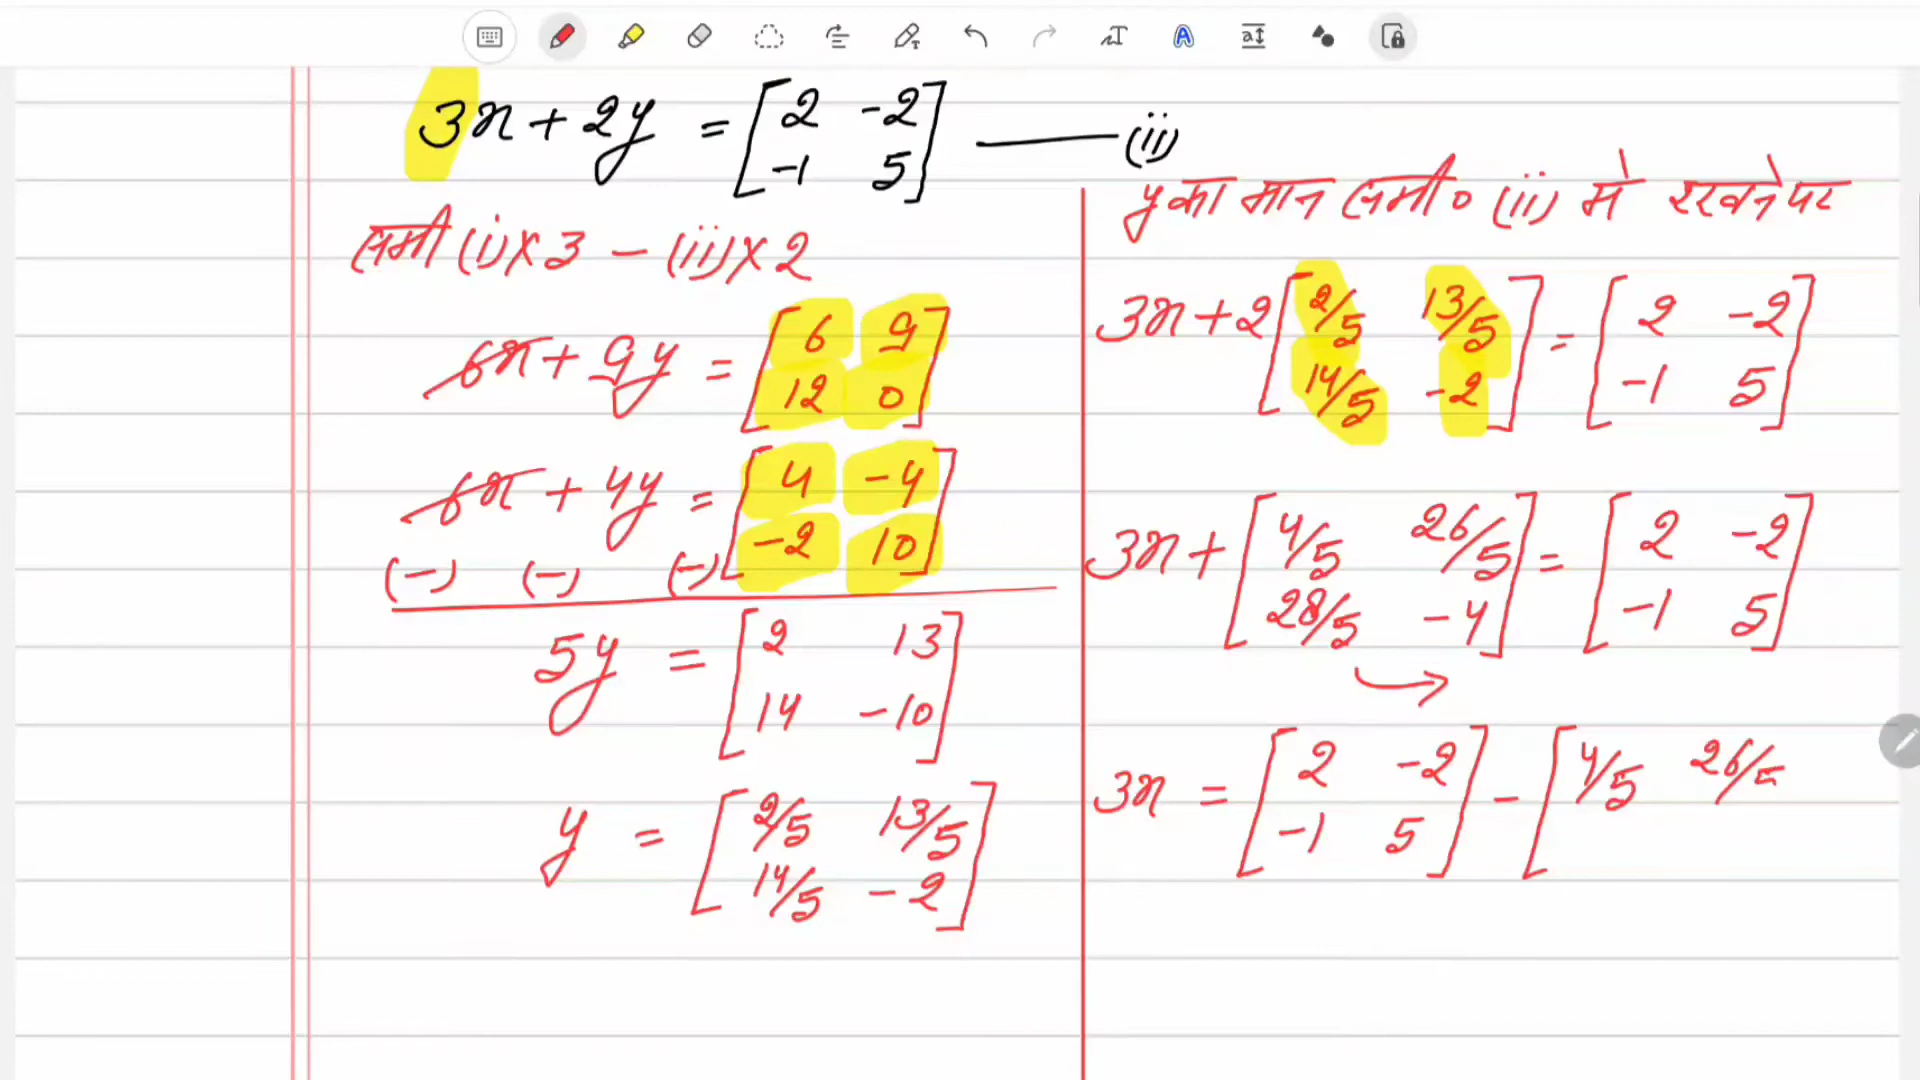 3x + 2y = [2 -2
-1 5] ——— (ii)
समी (i)×3 - (ii)×2
6x + 9y = [6 9
12 0]
6x + 4y = [4 -4
-2 10]
(-) (-) (-)
5y = [2 13
14 -10]
y = [2/5 13/5
14/5 -2]
y का मान समी० (ii) में रखने पर
3x + 2[2/5 13/5
14/5 -2] = [2 -2
-1 5]
3x + [4/5 26/5
28/5 -4] = [2 -2
-1 5]
3x = [2 -2
-1 5] - [4/5 26/5